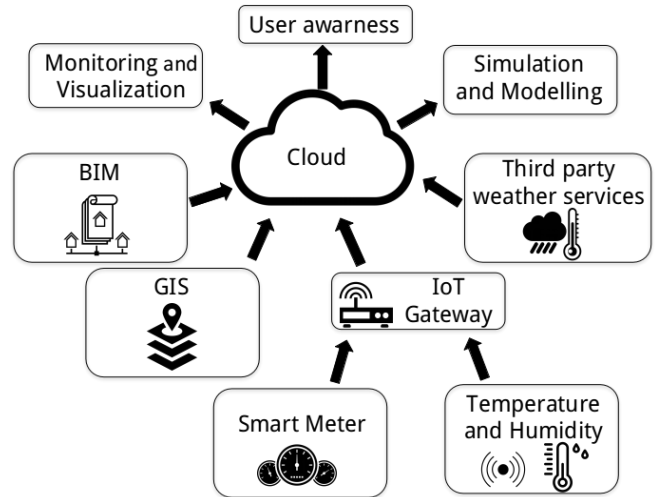 User awarness
Monitoring and
Visualization
Simulation
and Modelling
Cloud
BIM
Third party
weather services
GIS
IoT
Gateway
Smart Meter
Temperature
and Humidity